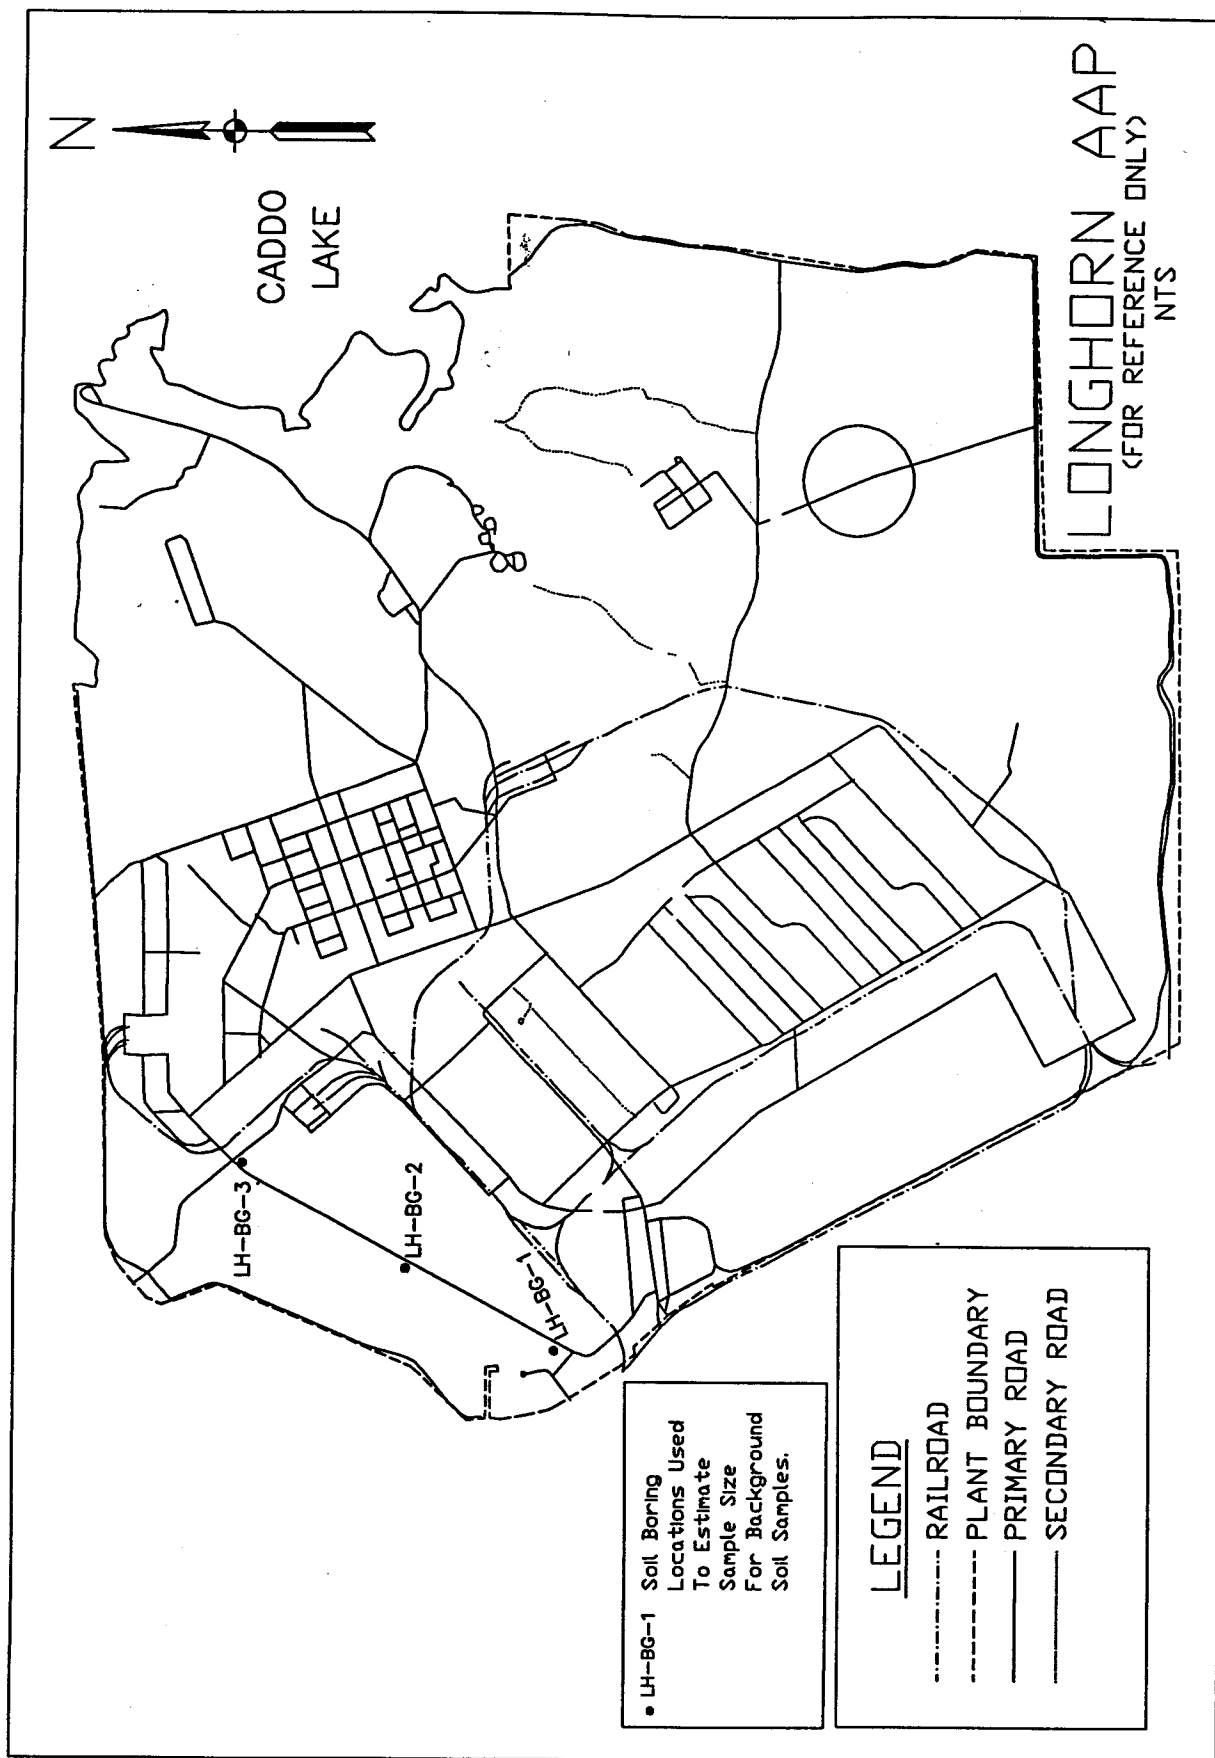 N
CADDO
LAKE
LH-BG-3
LH-BG-2
LH-BG-1
LONGHORN AAP
(FOR REFERENCE ONLY)
NTS
• LH-BG-1 Soil Boring
Locations Used
To Estimate
Sample Size
For Background
Soil Samples.
LEGEND
RAILROAD
PLANT BOUNDARY
PRIMARY ROAD
SECONDARY ROAD